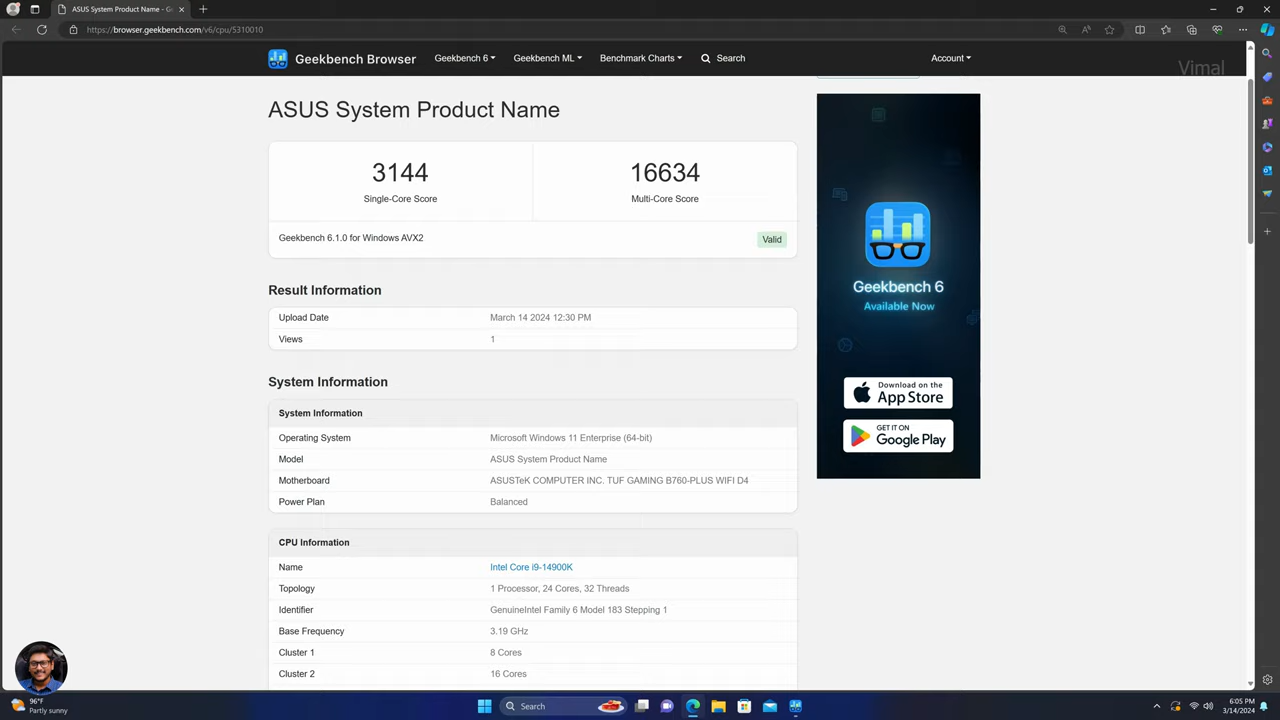 ASUS System Product Name - G
https://browser.geekbench.com/v6/cpu/5310010
Geekbench Browser
Geekbench 6
Geekbench ML
Benchmark Charts
Search
Account
Vimal
ASUS System Product Name
3144
Single-Core Score
16634
Multi-Core Score
Geekbench 6.1.0 for Windows AVX2
Valid
Result Information
Upload Date March 14 2024 12:30 PM
Views 1
System Information
System Information
Operating System Microsoft Windows 11 Enterprise (64-bit)
Model ASUS System Product Name
Motherboard ASUSTeK COMPUTER INC. TUF GAMING B760-PLUS WIFI D4
Power Plan Balanced
CPU Information
Name Intel Core i9-14900K
Topology 1 Processor, 24 Cores, 32 Threads
Identifier GenuineIntel Family 6 Model 183 Stepping 1
Base Frequency 3.19 GHz
Cluster 1 8 Cores
Cluster 2 16 Cores
Geekbench 6
Available Now
Download on the
App Store
GET IT ON
Google Play
96°F
Partly sunny
Search
6:05 PM
3/14/2024